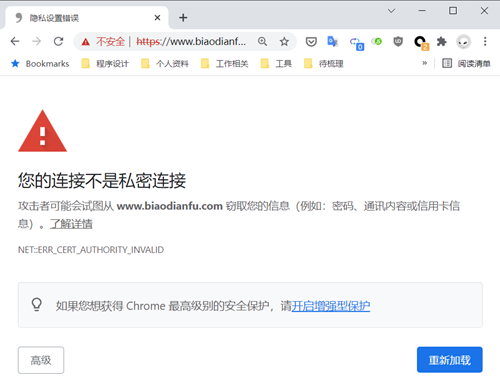 隐私设置错误
不安全 | https://www.biaodianfu...
Bookmarks 程序设计 个人资料 工作相关 工具 待梳理 » 阅读清单
0
2
您的连接不是私密连接
攻击者可能会试图从 www.biaodianfu.com 窃取您的信息（例如：密码、通讯内容或信用卡信
息）。了解详情
NET::ERR_CERT_AUTHORITY_INVALID
如果您想获得 Chrome 最高级别的安全保护，请开启增强型保护
高级 重新加载